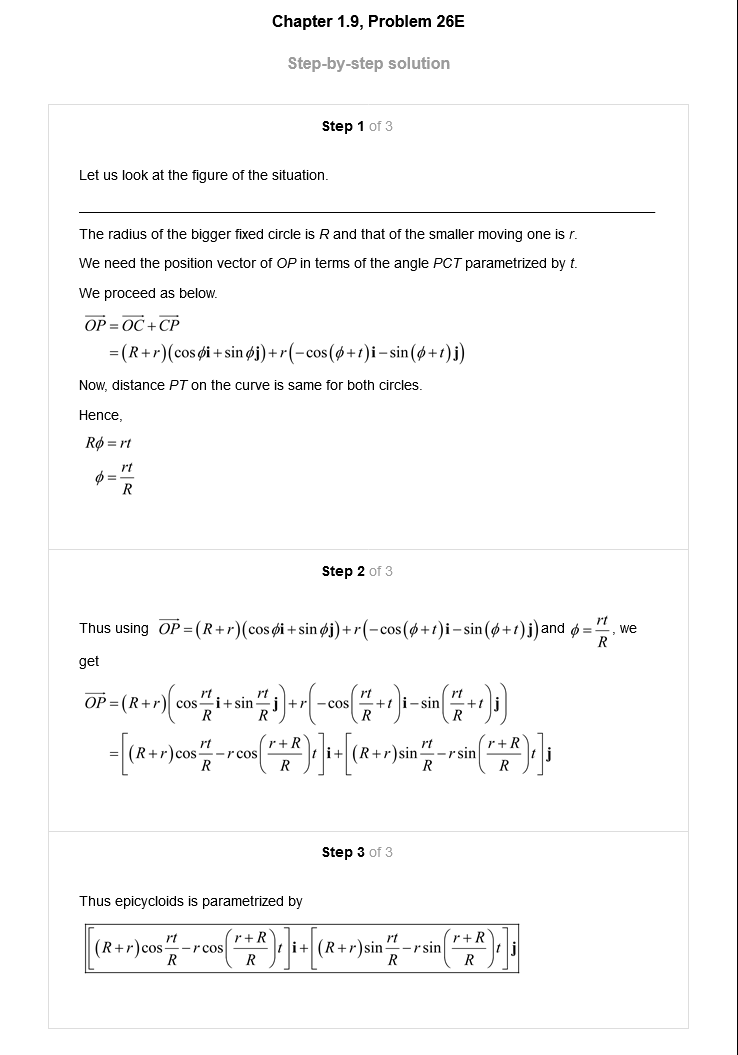 Chapter 1.9, Problem 26E
Step-by-step solution
Step 1 of 3
Let us look at the figure of the situation.
The radius of the bigger fixed circle is R and that of the smaller moving one is r.
We need the position vector of OP in terms of the angle PCT parametrized by t.
We proceed as below.
$\overrightarrow{OP} = \overrightarrow{OC} + \overrightarrow{CP}$
$= (R+r)(\cos\phi\mathbf{i} + \sin\phi\mathbf{j}) + r(-\cos(\phi+t)\mathbf{i} - \sin(\phi+t)\mathbf{j})$
Now, distance PT on the curve is same for both circles.
Hence,
$R\phi = rt$
$\phi = \frac{rt}{R}$
Step 2 of 3
Thus using $\overrightarrow{OP} = (R+r)(\cos\phi\mathbf{i} + \sin\phi\mathbf{j}) + r(-\cos(\phi+t)\mathbf{i} - \sin(\phi+t)\mathbf{j})$ and $\phi = \frac{rt}{R}$, we
get
$\overrightarrow{OP} = (R+r)\left(\cos\frac{rt}{R}\mathbf{i} + \sin\frac{rt}{R}\mathbf{j}\right) + r\left(-\cos\left(\frac{rt}{R}+t\right)\mathbf{i} - \sin\left(\frac{rt}{R}+t\right)\mathbf{j}\right)$
$= \left[(R+r)\cos\frac{rt}{R} - r\cos\left(\frac{r+R}{R}\right)t\right]\mathbf{i} + \left[(R+r)\sin\frac{rt}{R} - r\sin\left(\frac{r+R}{R}\right)t\right]\mathbf{j}$
Step 3 of 3
Thus epicycloids is parametrized by
$\left[(R+r)\cos\frac{rt}{R} - r\cos\left(\frac{r+R}{R}\right)t\right]\mathbf{i} + \left[(R+r)\sin\frac{rt}{R} - r\sin\left(\frac{r+R}{R}\right)t\right]\mathbf{j}$